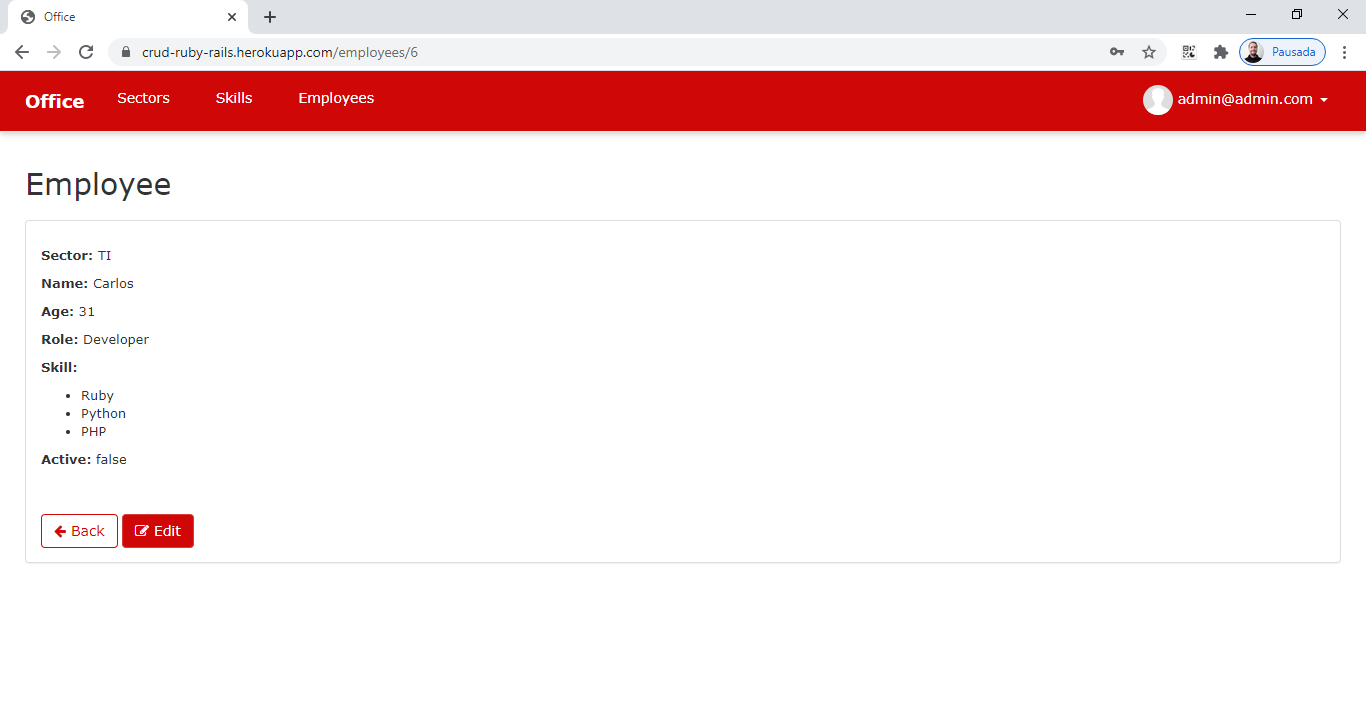 Office
crud-ruby-rails.herokuapp.com/employees/6
Pausada
Office Sectors Skills Employees admin@admin.com
Employee
Sector: TI
Name: Carlos
Age: 31
Role: Developer
Skill:
Ruby
Python
PHP
Active: false
Back Edit